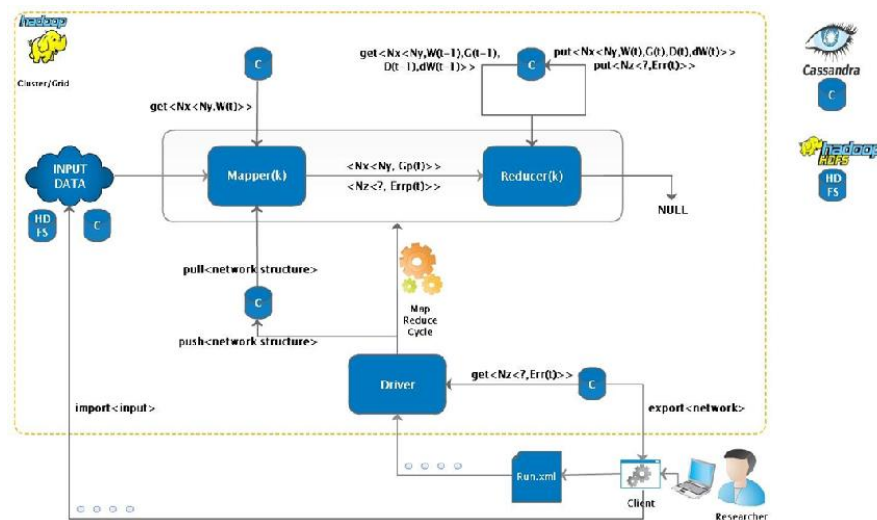 hadoop
Cluster/Grid
C
get<Nx<Ny,W(t)>>
get<Nx<Ny,W(t-1),G(t-1),
D(t-1),dW(t-1)>>
C
put<Nx<Ny,W(t),G(t),D(t),dW(t)>>
put<Nz<?,Err(t)>>
Cassandra
C
hadoop
HDFS
HD
FS
INPUT
DATA
HD
FS
C
Mapper(k)
<Nx<Ny, Gp(t)>>
<Nz<?, Errp(t)>>
Reducer(k)
NULL
pull<network structure>
C
push<network structure>
Map
Reduce
Cycle
Driver
get<Nz<?,Err(t)>>
C
import<input>
export<network>
Run.xml
Client
Researcher